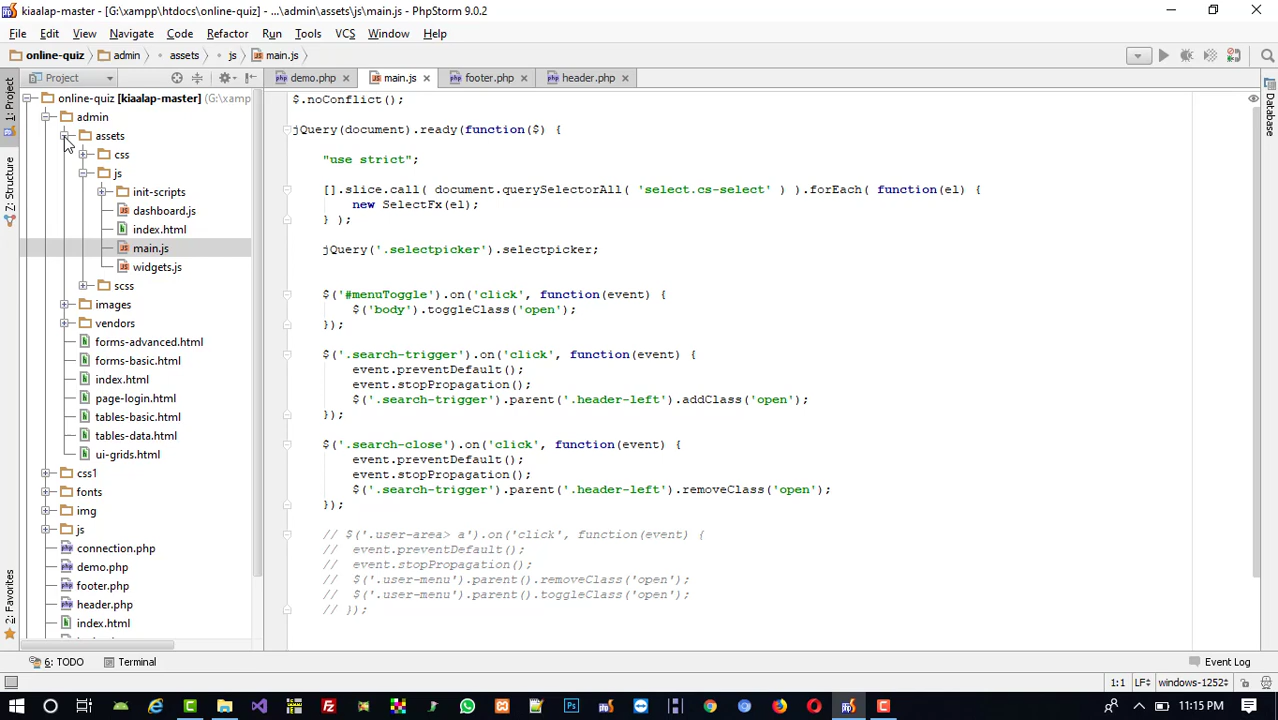 kiaalap-master - [G:\xampp\htdocs\online-quiz] - ...\admin\assets\js\main.js - PhpStorm 9.0.2
File Edit View Navigate Code Refactor Run Tools VCS Window Help
online-quiz admin assets js main.js
Project demo.php main.js footer.php header.php
1: Project
7: Structure
2: Favorites
Database
online-quiz [kiaalap-master] (G:\xamp
admin
assets
css
js
init-scripts
dashboard.js
index.html
main.js
widgets.js
scss
images
vendors
forms-advanced.html
forms-basic.html
index.html
page-login.html
tables-basic.html
tables-data.html
ui-grids.html
css1
fonts
img
js
connection.php
demo.php
footer.php
header.php
index.html
$.noConflict();
jQuery(document).ready(function($) {
"use strict";
[].slice.call( document.querySelectorAll( 'select.cs-select' ) ).forEach( function(el) {
new SelectFx(el);
} );
jQuery('.selectpicker').selectpicker;
$('#menuToggle').on('click', function(event) {
$('body').toggleClass('open');
});
$('.search-trigger').on('click', function(event) {
event.preventDefault();
event.stopPropagation();
$('.search-trigger').parent('.header-left').addClass('open');
});
$('.search-close').on('click', function(event) {
event.preventDefault();
event.stopPropagation();
$('.search-trigger').parent('.header-left').removeClass('open');
});
// $('.user-area> a').on('click', function(event) {
// event.preventDefault();
// event.stopPropagation();
// $('.user-menu').parent().removeClass('open');
// $('.user-menu').parent().toggleClass('open');
// });
6: TODO Terminal Event Log
1:1 LF÷ windows-1252÷
11:15 PM